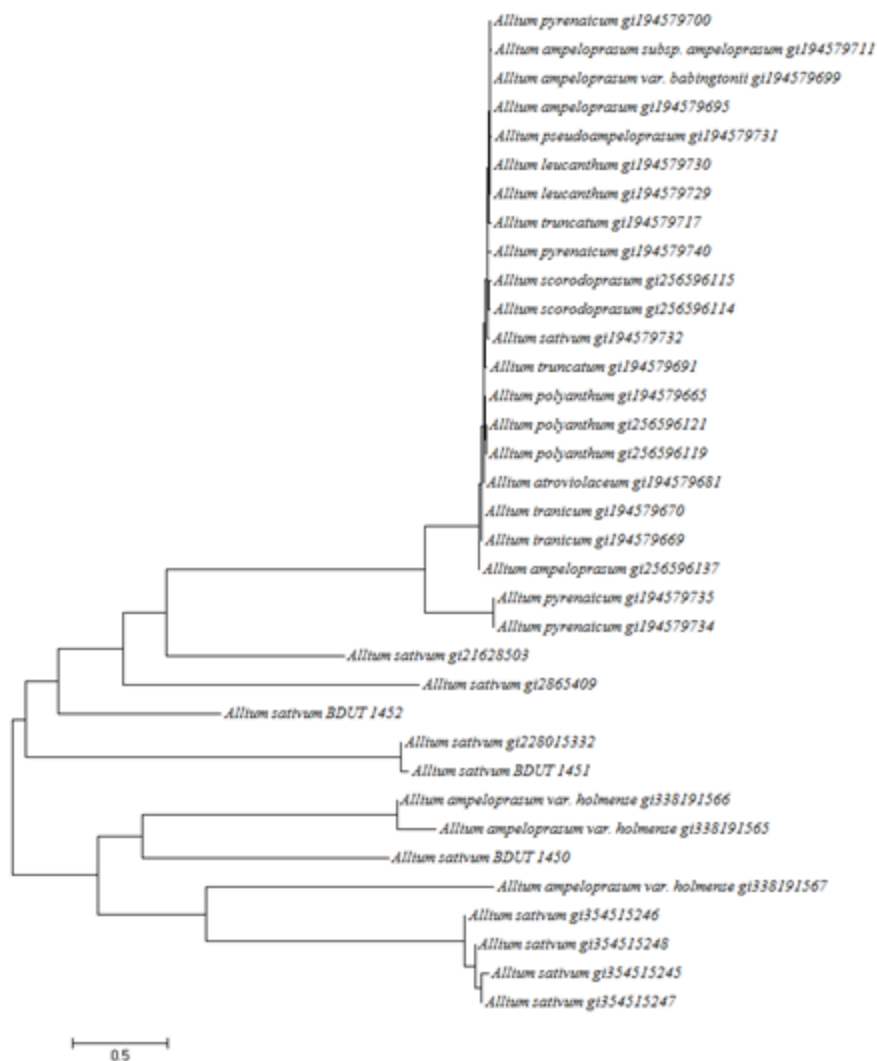 Allium pyrenaicum gi194579700
Allium ampeloprasum subsp. ampeloprasum gi194579711
Allium ampeloprasum var. babingtonii gi194579699
Allium ampeloprasum gi194579695
Allium pseudoampeloprasum gi194579731
Allium leucanthum gi194579730
Allium leucanthum gi194579729
Allium truncatum gi194579717
Allium pyrenaicum gi194579740
Allium scorodoprasum gi256596115
Allium scorodoprasum gi256596114
Allium sativum gi194579732
Allium truncatum gi194579691
Allium polyanthum gi194579665
Allium polyanthum gi256596121
Allium polyanthum gi256596119
Allium atroviolaceum gi194579681
Allium iranicum gi194579670
Allium iranicum gi194579669
Allium ampeloprasum gi256596137
Allium pyrenaicum gi194579735
Allium pyrenaicum gi194579734
Allium sativum gi21628503
Allium sativum gi2865409
Allium sativum BDUT 1452
Allium sativum gi228015332
Allium sativum BDUT 1451
Allium ampeloprasum var. holmense gi338191566
Allium ampeloprasum var. holmense gi338191565
Allium sativum BDUT 1450
Allium ampeloprasum var. holmense gi338191567
Allium sativum gi354515246
Allium sativum gi354515248
Allium sativum gi354515245
Allium sativum gi354515247
0.5